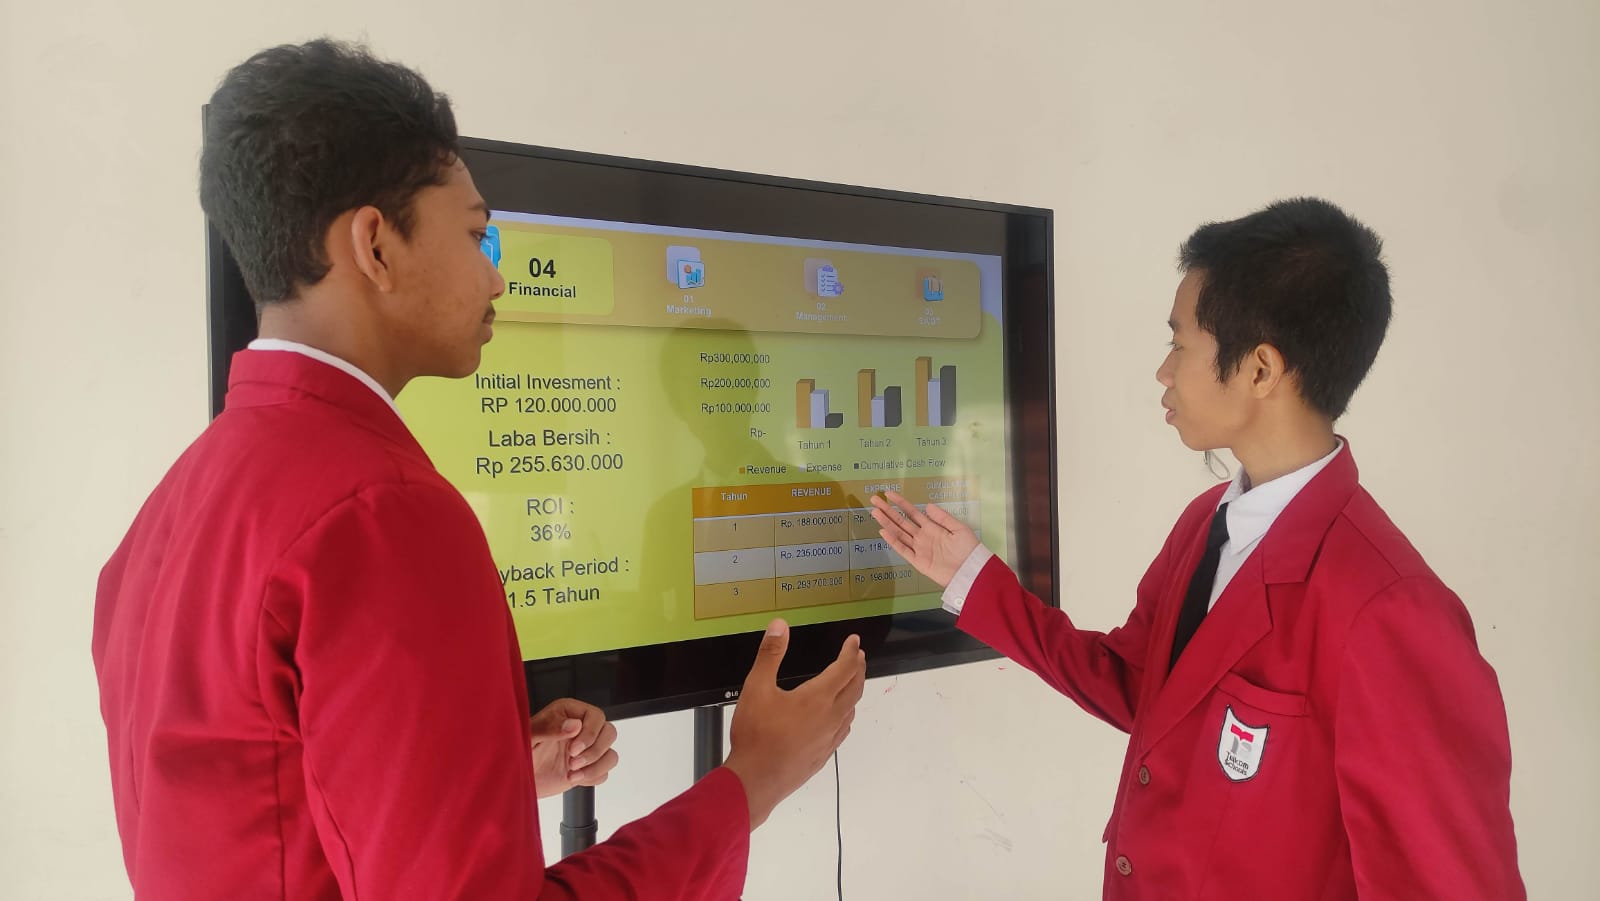 04
Financial
01
Marketing
02
Management
Initial Invesment :
RP 120.000.000
Laba Bersih :
Rp 255.630.000
ROI :
36%
yback Period :
1.5 Tahun
Rp300,000,000
Rp200,000,000
Rp100,000,000
Rp-
Tahun 1 Tahun 2 Tahun 3
Revenue Expense Cumulative Cash Flow
Tahun REVENUE EXPENSE
1 Rp. 188.000.000
2 Rp. 235.000.000 Rp. 118.
3 Rp. 198.000.000
LG
Telkom
Schools